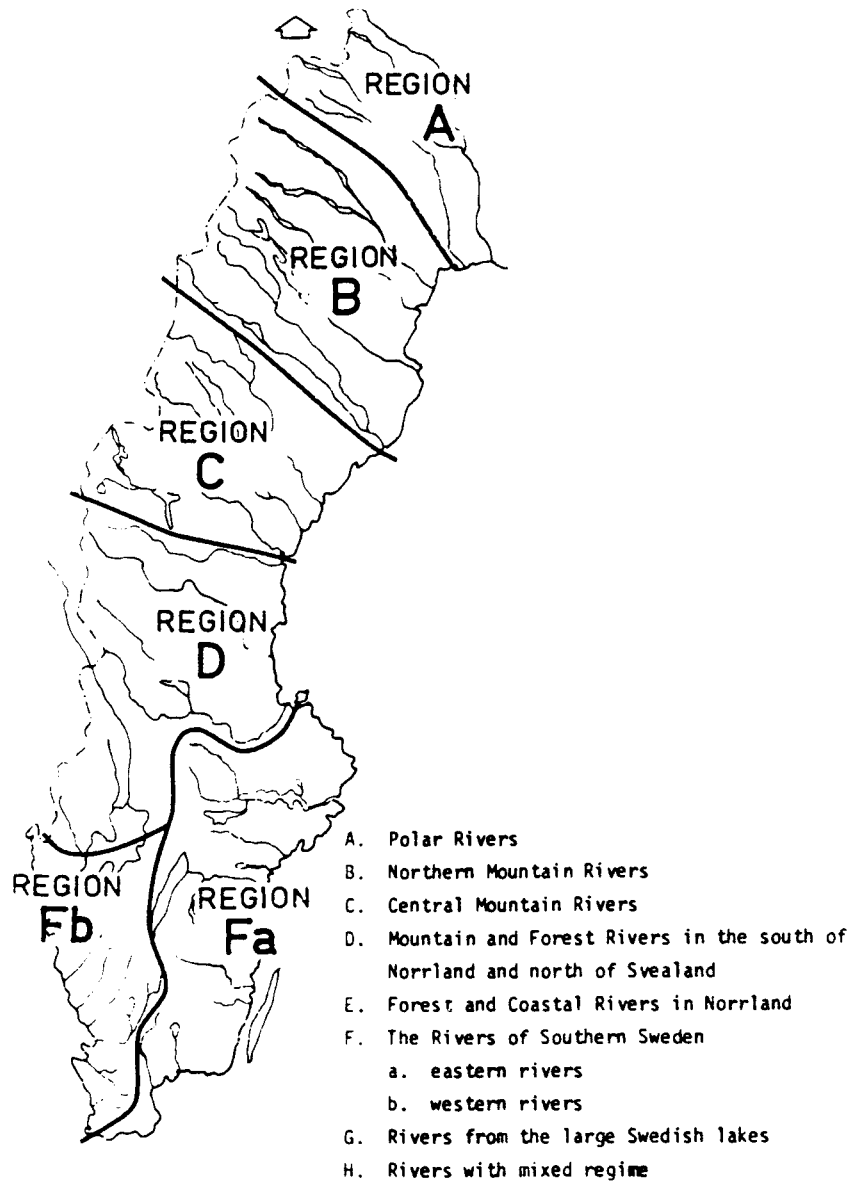 REGION
A
REGION
B
REGION
C
REGION
D
REGION
Fb
REGION
Fa
A. Polar Rivers
B. Northern Mountain Rivers
C. Central Mountain Rivers
D. Mountain and Forest Rivers in the south of
Norrland and north of Svealand
E. Forest and Coastal Rivers in Norrland
F. The Rivers of Southern Sweden
a. eastern rivers
b. western rivers
G. Rivers from the large Swedish lakes
H. Rivers with mixed regime